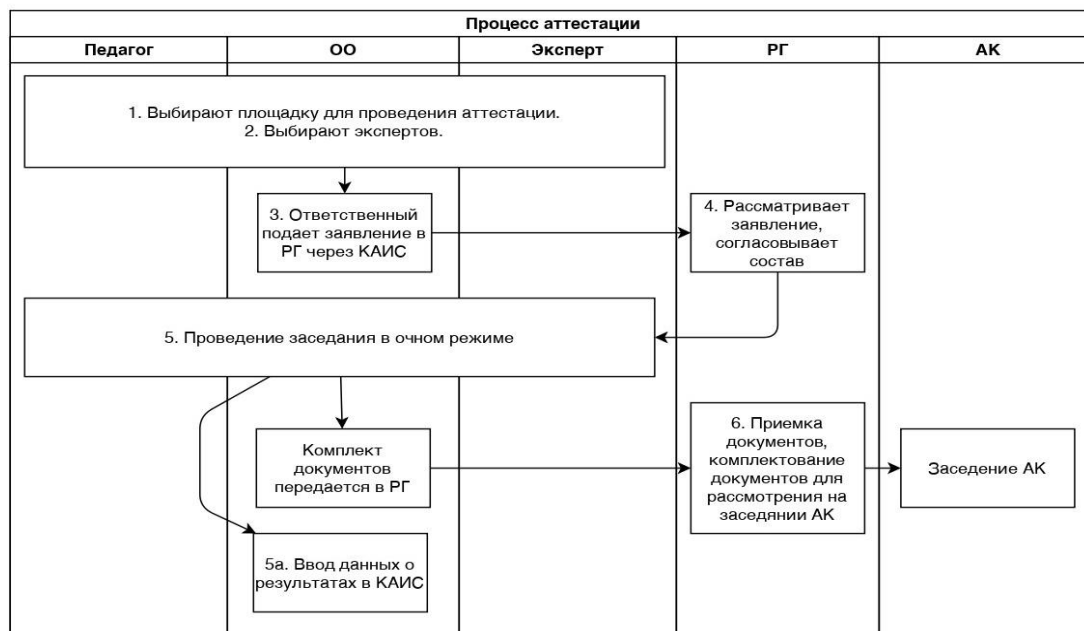 Процесс аттестации
Педагог
ОО
Эксперт
РГ
АК
1. Выбирают площадку для проведения аттестации.
2. Выбирают экспертов.
3. Ответственный
подает заявление в
РГ через КАИС
4. Рассматривает
заявление,
согласовывает
состав
5. Проведение заседания в очном режиме
Комплект
документов
передается в РГ
6. Приемка
документов,
комплектование
документов для
рассмотрения на
заседянии АК
Заседение АК
5а. Ввод данных о
результатах в КАИС